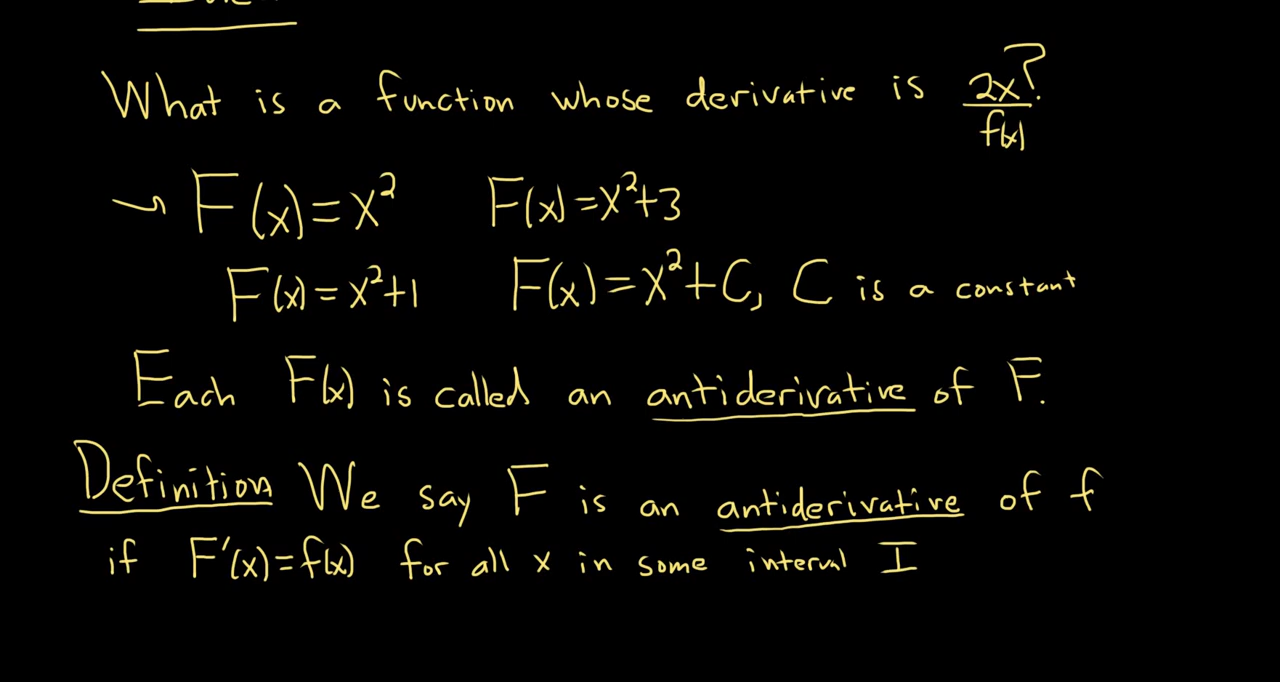 What is a function whose derivative is 2x?
f(x)
F(x)=x² F(x)=x²+3
F(x)=x²+1 F(x)=x²+C, C is a constant
Each F(x) is called an antiderivative of F.
Definition We say F is an antiderivative of f
if F'(x)=f(x) for all x in some interval I